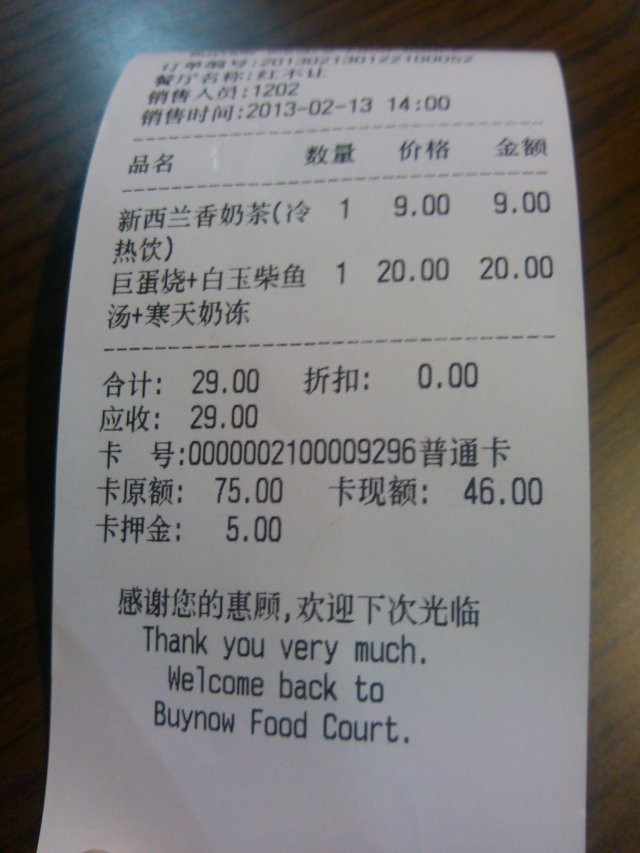 订单编号:201302130122100052
餐厅名称:红不让
销售人员:1202
销售时间:2013-02-13 14:00
品名 数量 价格 金额
新西兰香奶茶(冷 1 9.00 9.00
热饮)
巨蛋烧+白玉柴鱼 1 20.00 20.00
汤+寒天奶冻
合计: 29.00 折扣: 0.00
应收: 29.00
卡 号:0000002100009296普通卡
卡原额: 75.00 卡现额: 46.00
卡押金: 5.00
感谢您的惠顾,欢迎下次光临
Thank you very much.
Welcome back to
Buynow Food Court.